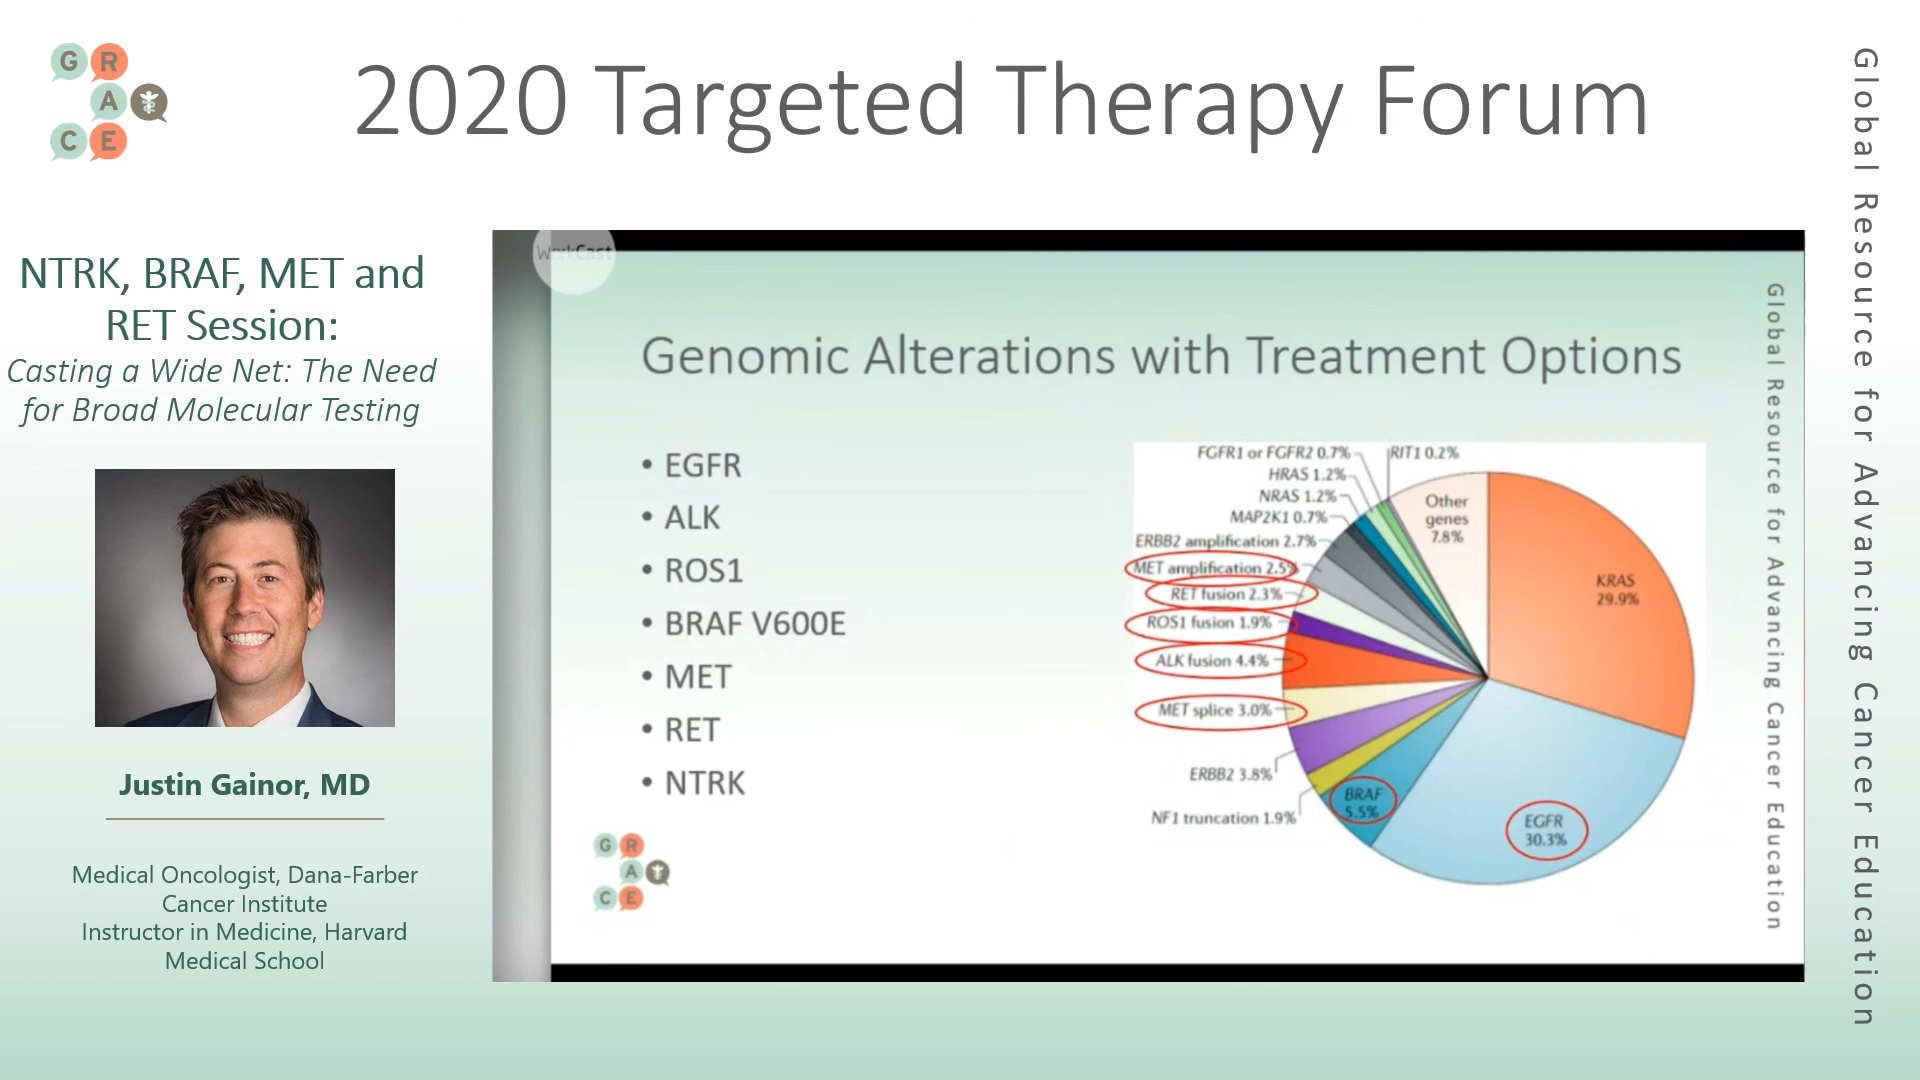 G R
A
C E
2020 Targeted Therapy Forum
Global Resource for Advancing Cancer Education
NTRK, BRAF, MET and
RET Session:
Casting a Wide Net: The Need
for Broad Molecular Testing
Justin Gainor, MD
Medical Oncologist, Dana-Farber
Cancer Institute
Instructor in Medicine, Harvard
Medical School
WorkCast
Genomic Alterations with Treatment Options
• EGFR
• ALK
• ROS1
• BRAF V600E
• MET
• RET
• NTRK
FGFR1 or FGFR2 0.7%
RIT1 0.2%
HRAS 1.2%
NRAS 1.2%
MAP2K1 0.7%
ERBB2 amplification 2.7%
MET amplification 2.5%
RET fusion 2.3%
ROS1 fusion 1.9%
ALK fusion 4.4%
MET splice 3.0%
ERBB2 3.8%
NF1 truncation 1.9%
BRAF
5.5%
EGFR
30.3%
KRAS
29.9%
Other
genes
7.8%
G R
A
C E
Global Resource for Advancing Cancer Education